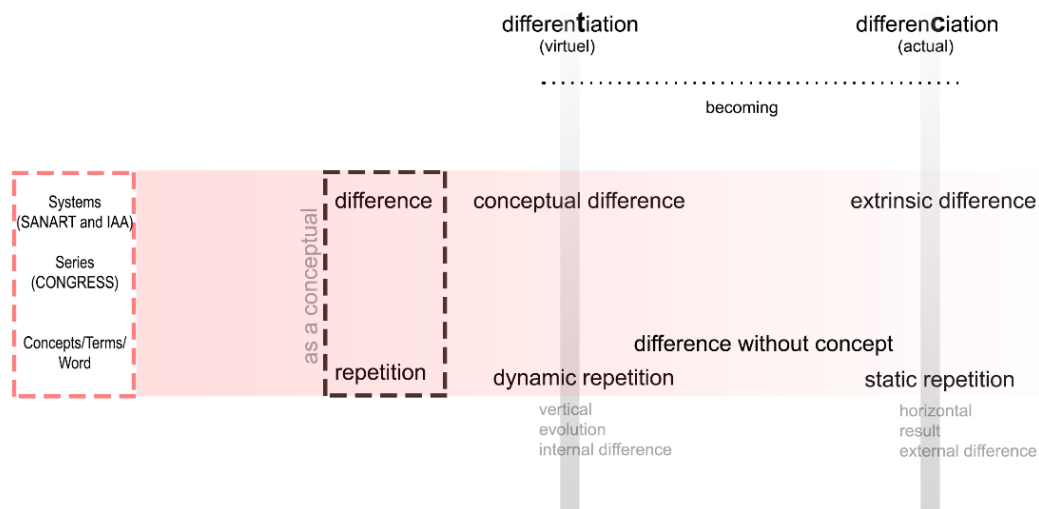 differentiation
(virtuel)
differenciation
(actual)
becoming
Systems
(SANART and IAA)
Series
(CONGRESS)
Concepts/Terms/
Word
as a conceptual
difference
conceptual difference
extrinsic difference
difference without concept
repetition
dynamic repetition
static repetition
vertical
evolution
internal difference
horizontal
result
external difference